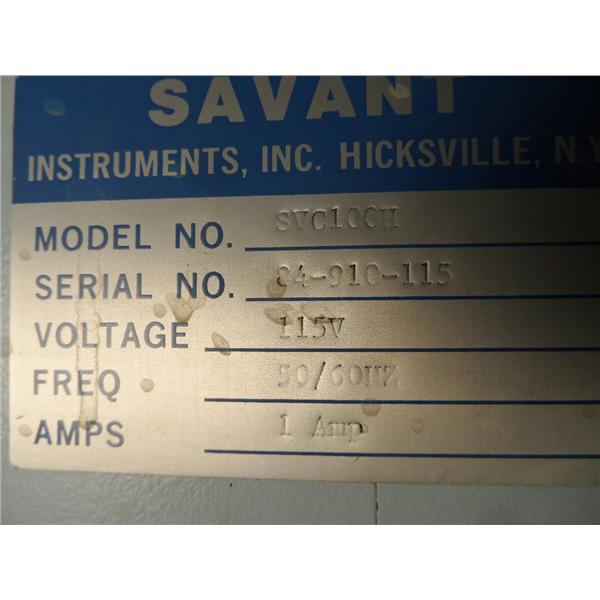 SAVANT
INSTRUMENTS, INC. HICKSVILLE, N.Y
MODEL NO. SVC100H
SERIAL NO. 84-910-115
VOLTAGE 115V
FREQ 50/60HZ
AMPS 1 Amp